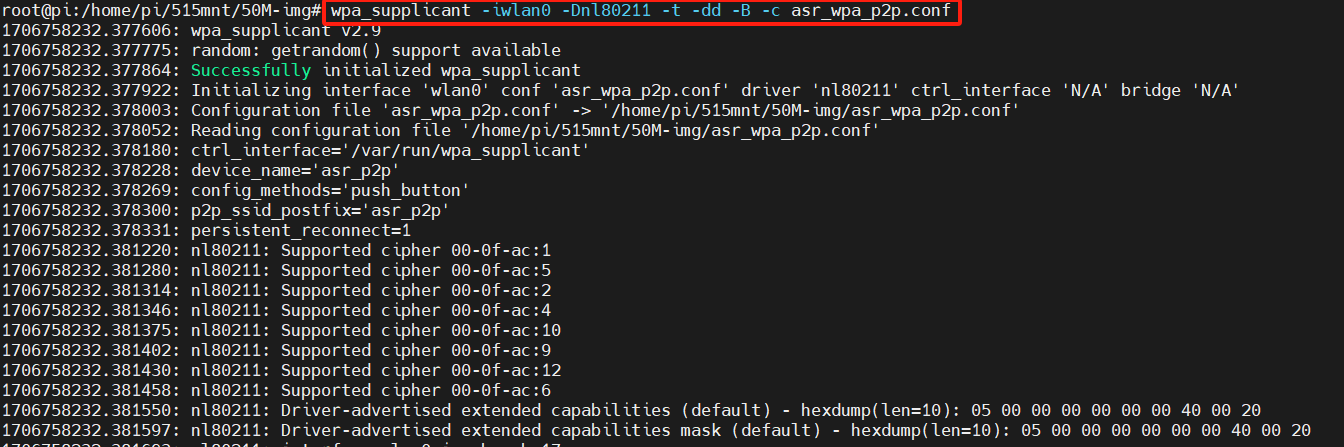 root@pi:/home/pi/515mnt/50M-img# wpa_supplicant -iwlan0 -Dnl80211 -t -dd -B -c asr_wpa_p2p.conf
1706758232.377606: wpa_supplicant v2.9
1706758232.377775: random: getrandom() support available
1706758232.377864: Successfully initialized wpa_supplicant
1706758232.377922: Initializing interface 'wlan0' conf 'asr_wpa_p2p.conf' driver 'nl80211' ctrl_interface 'N/A' bridge 'N/A'
1706758232.378003: Configuration file 'asr_wpa_p2p.conf' -> '/home/pi/515mnt/50M-img/asr_wpa_p2p.conf'
1706758232.378052: Reading configuration file '/home/pi/515mnt/50M-img/asr_wpa_p2p.conf'
1706758232.378180: ctrl_interface='/var/run/wpa_supplicant'
1706758232.378228: device_name='asr_p2p'
1706758232.378269: config_methods='push_button'
1706758232.378300: p2p_ssid_postfix='asr_p2p'
1706758232.378331: persistent_reconnect=1
1706758232.381220: nl80211: Supported cipher 00-0f-ac:1
1706758232.381280: nl80211: Supported cipher 00-0f-ac:5
1706758232.381314: nl80211: Supported cipher 00-0f-ac:2
1706758232.381346: nl80211: Supported cipher 00-0f-ac:4
1706758232.381375: nl80211: Supported cipher 00-0f-ac:10
1706758232.381402: nl80211: Supported cipher 00-0f-ac:9
1706758232.381430: nl80211: Supported cipher 00-0f-ac:12
1706758232.381458: nl80211: Supported cipher 00-0f-ac:6
1706758232.381550: nl80211: Driver-advertised extended capabilities (default) - hexdump(len=10): 05 00 00 00 00 00 00 40 00 20
1706758232.381597: nl80211: Driver-advertised extended capabilities mask (default) - hexdump(len=10): 05 00 00 00 00 00 00 40 00 20